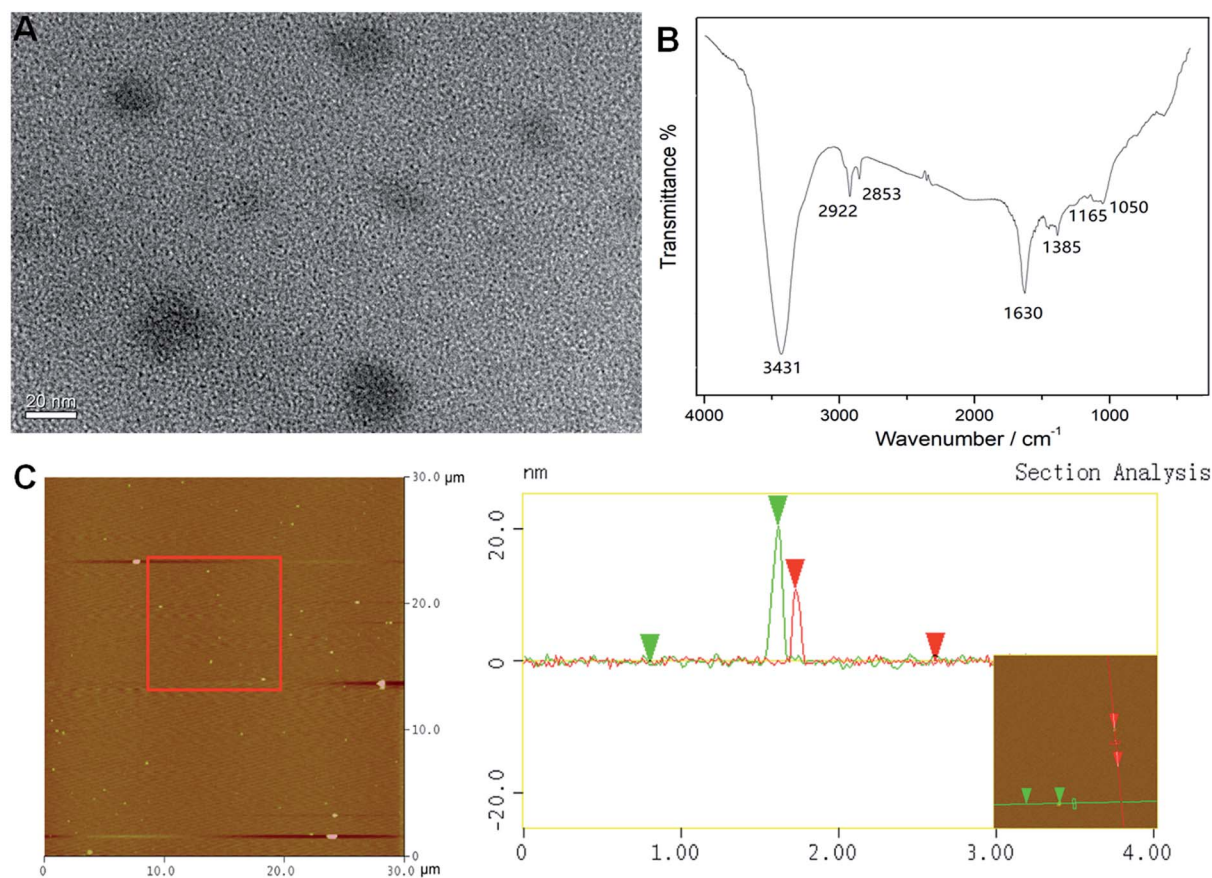 A
20 nm
B
Transmittance %
3431
2922
2853
1630
1385
1165
1050
4000
3000
2000
1000
Wavenumber / cm⁻¹
C
30.0 µm
20.0
10.0
0
0
10.0
20.0
30.0 µm
nm
Section Analysis
20.0
0
-20.0
0
1.00
2.00
3.00
4.00